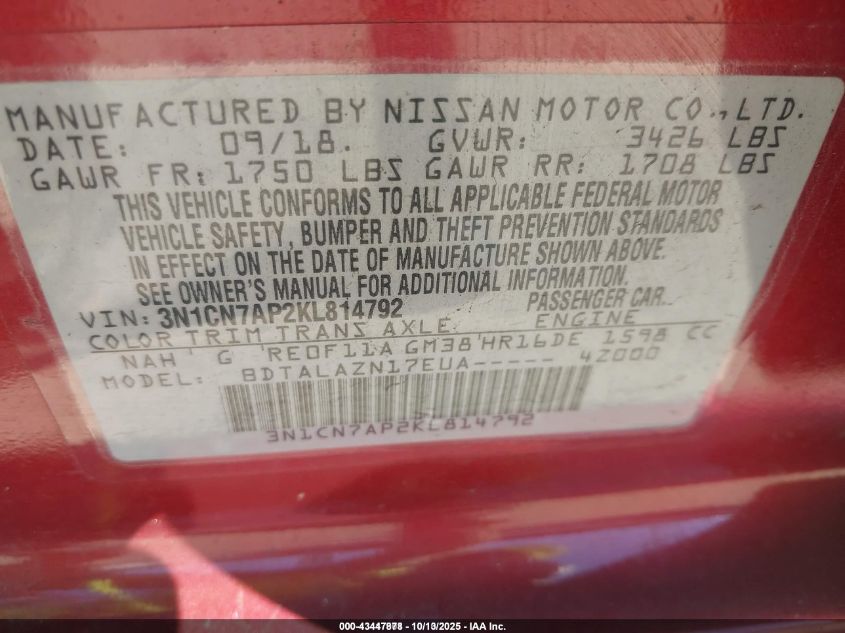 MANUFACTURED BY NISSAN MOTOR CO., LTD.
DATE: 09/18. GVWR: 3426 LBS
GAWR FR: 1750 LBS GAWR RR: 1708 LBS
THIS VEHICLE CONFORMS TO ALL APPLICABLE FEDERAL MOTOR
VEHICLE SAFETY, BUMPER AND THEFT PREVENTION STANDARDS
IN EFFECT ON THE DATE OF MANUFACTURE SHOWN ABOVE.
SEE OWNER'S MANUAL FOR ADDITIONAL INFORMATION.
VIN: 3N1CN7AP2KL814792 PASSENGER CAR
COLOR TRIM TRANS AXLE ENGINE
NAH ' G 'RE0F11A GM38'HR16DE 1598 CC
MODEL: BDTALAZN17EUA----- 4Z000
3N1CN7AP2KL814792
000-43447878 - 10/18/2025 - IAA Inc.